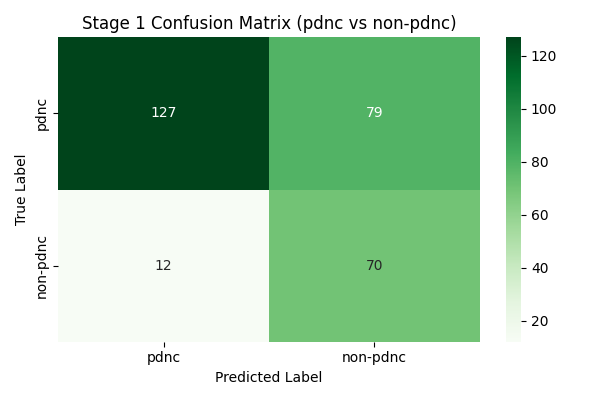 Stage 1 Confusion Matrix (pdnc vs non-pdnc)
True Label
pdnc
non-pdnc
127
79
12
70
pdnc
non-pdnc
Predicted Label
120
100
80
60
40
20